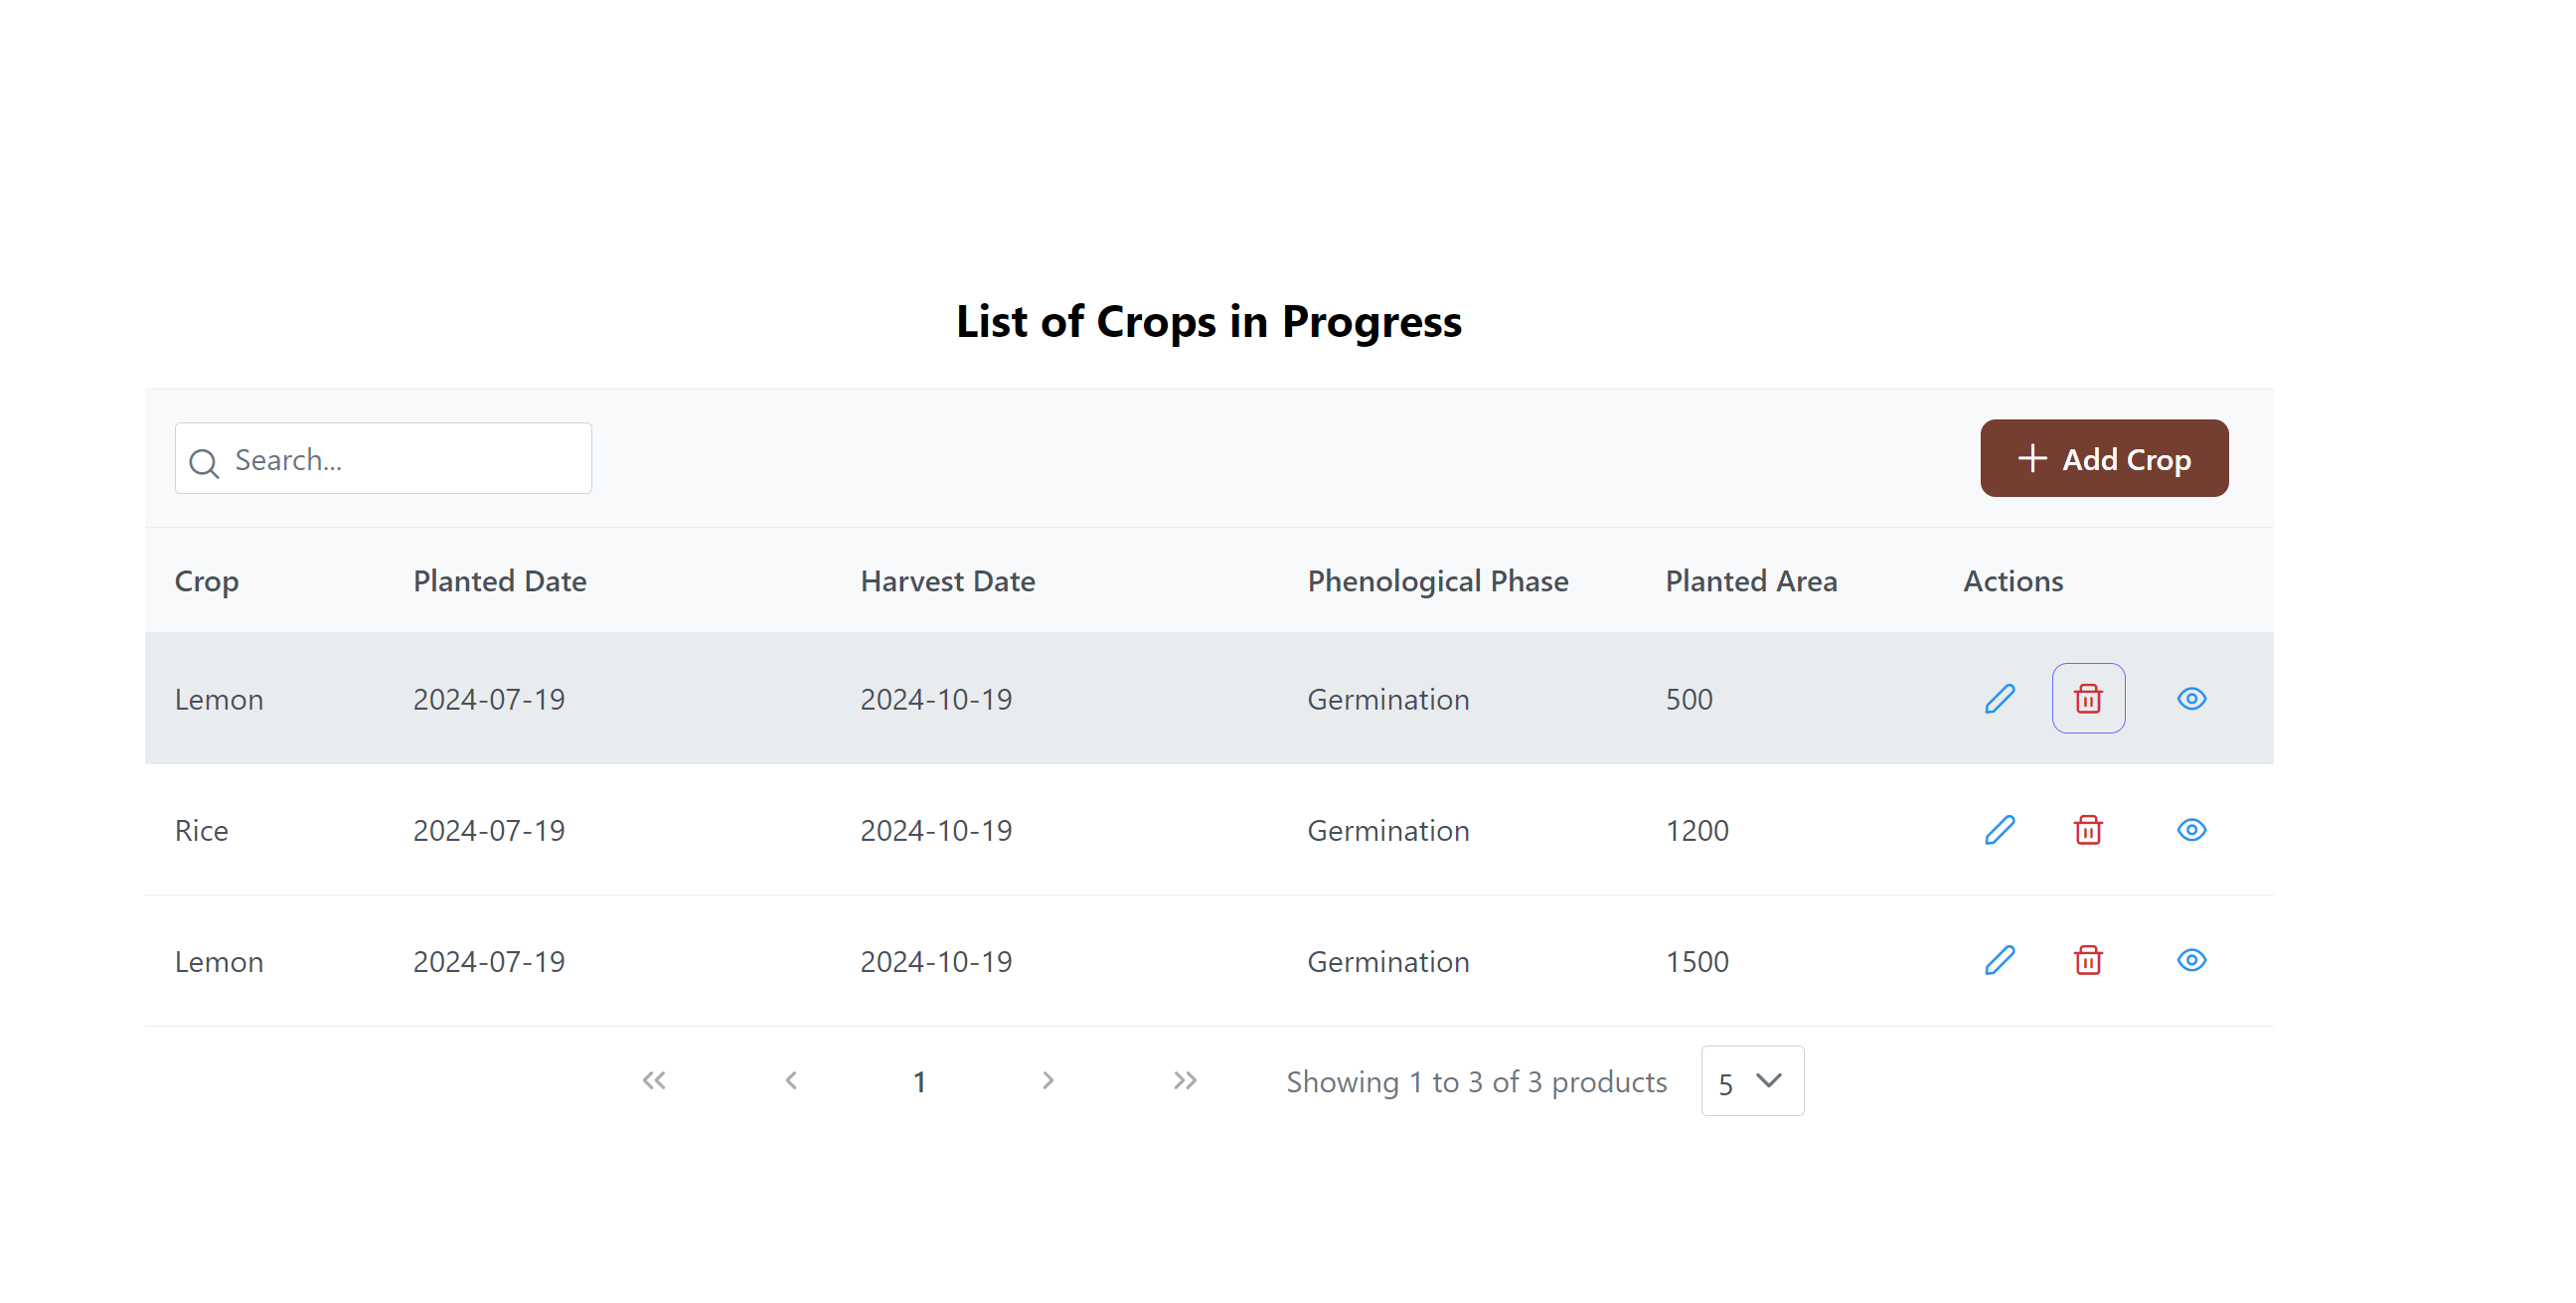 List of Crops in Progress
Search...
Add Crop
Crop Planted Date Harvest Date Phenological Phase Planted Area Actions
Lemon 2024-07-19 2024-10-19 Germination 500
Rice 2024-07-19 2024-10-19 Germination 1200
Lemon 2024-07-19 2024-10-19 Germination 1500
1 Showing 1 to 3 of 3 products 5